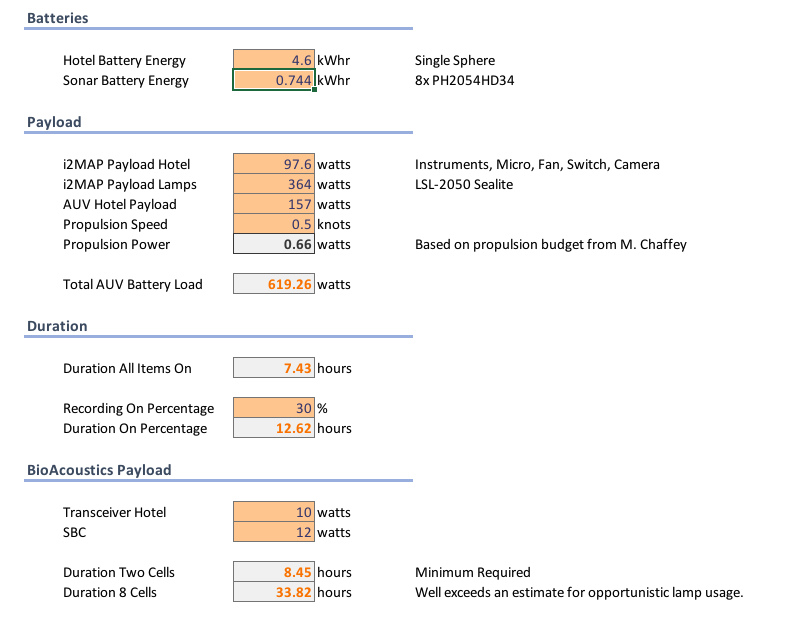 Batteries
Hotel Battery Energy 4.6 kWhr Single Sphere
Sonar Battery Energy 0.744 kWhr 8x PH2054HD34
Payload
i2MAP Payload Hotel 97.6 watts Instruments, Micro, Fan, Switch, Camera
i2MAP Payload Lamps 364 watts LSL-2050 Sealite
AUV Hotel Payload 157 watts
Propulsion Speed 0.5 knots
Propulsion Power 0.66 watts Based on propulsion budget from M. Chaffey
Total AUV Battery Load 619.26 watts
Duration
Duration All Items On 7.43 hours
Recording On Percentage 30 %
Duration On Percentage 12.62 hours
BioAcoustics Payload
Transceiver Hotel 10 watts
SBC 12 watts
Duration Two Cells 8.45 hours Minimum Required
Duration 8 Cells 33.82 hours Well exceeds an estimate for opportunistic lamp usage.